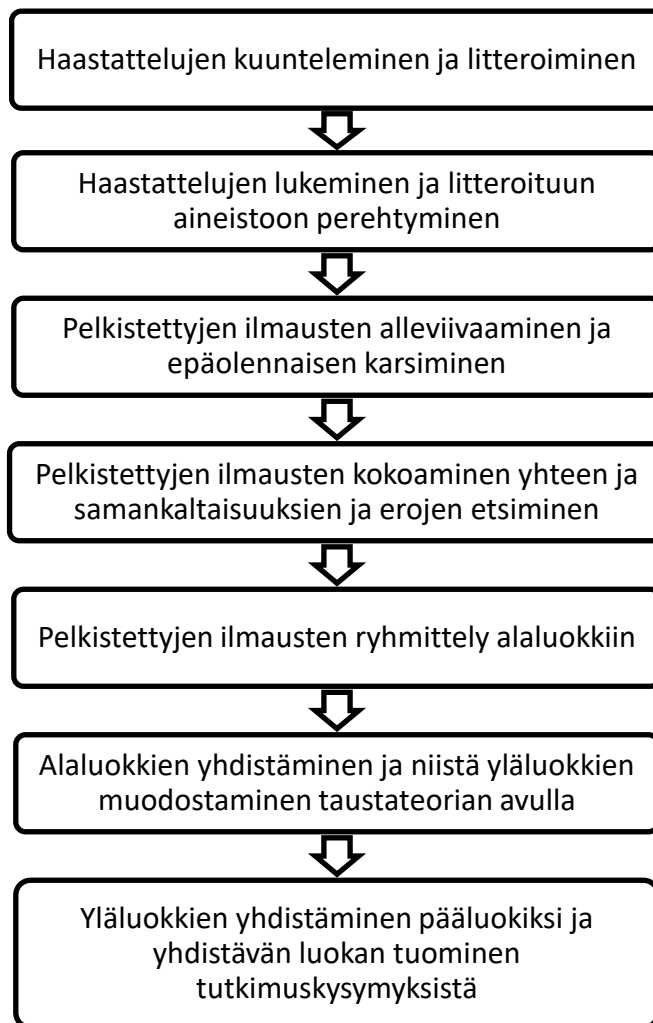 Haastattelujen kuunteleminen ja litteroiminen
Haastattelujen lukeminen ja litteroituun
aineistoon perehtyminen
Pelkistettyjen ilmausten alleviivaaminen ja
epäolennaisen karsiminen
Pelkistettyjen ilmausten kokoaminen yhteen ja
samankaltaisuuksien ja erojen etsiminen
Pelkistettyjen ilmausten ryhmittely alaluokkiin
Alaluokkien yhdistäminen ja niistä yläluokkien
muodostaminen taustateorian avulla
Yläluokkien yhdistäminen pääluokiksi ja
yhdistävän luokan tuominen
tutkimuskysymyksistä